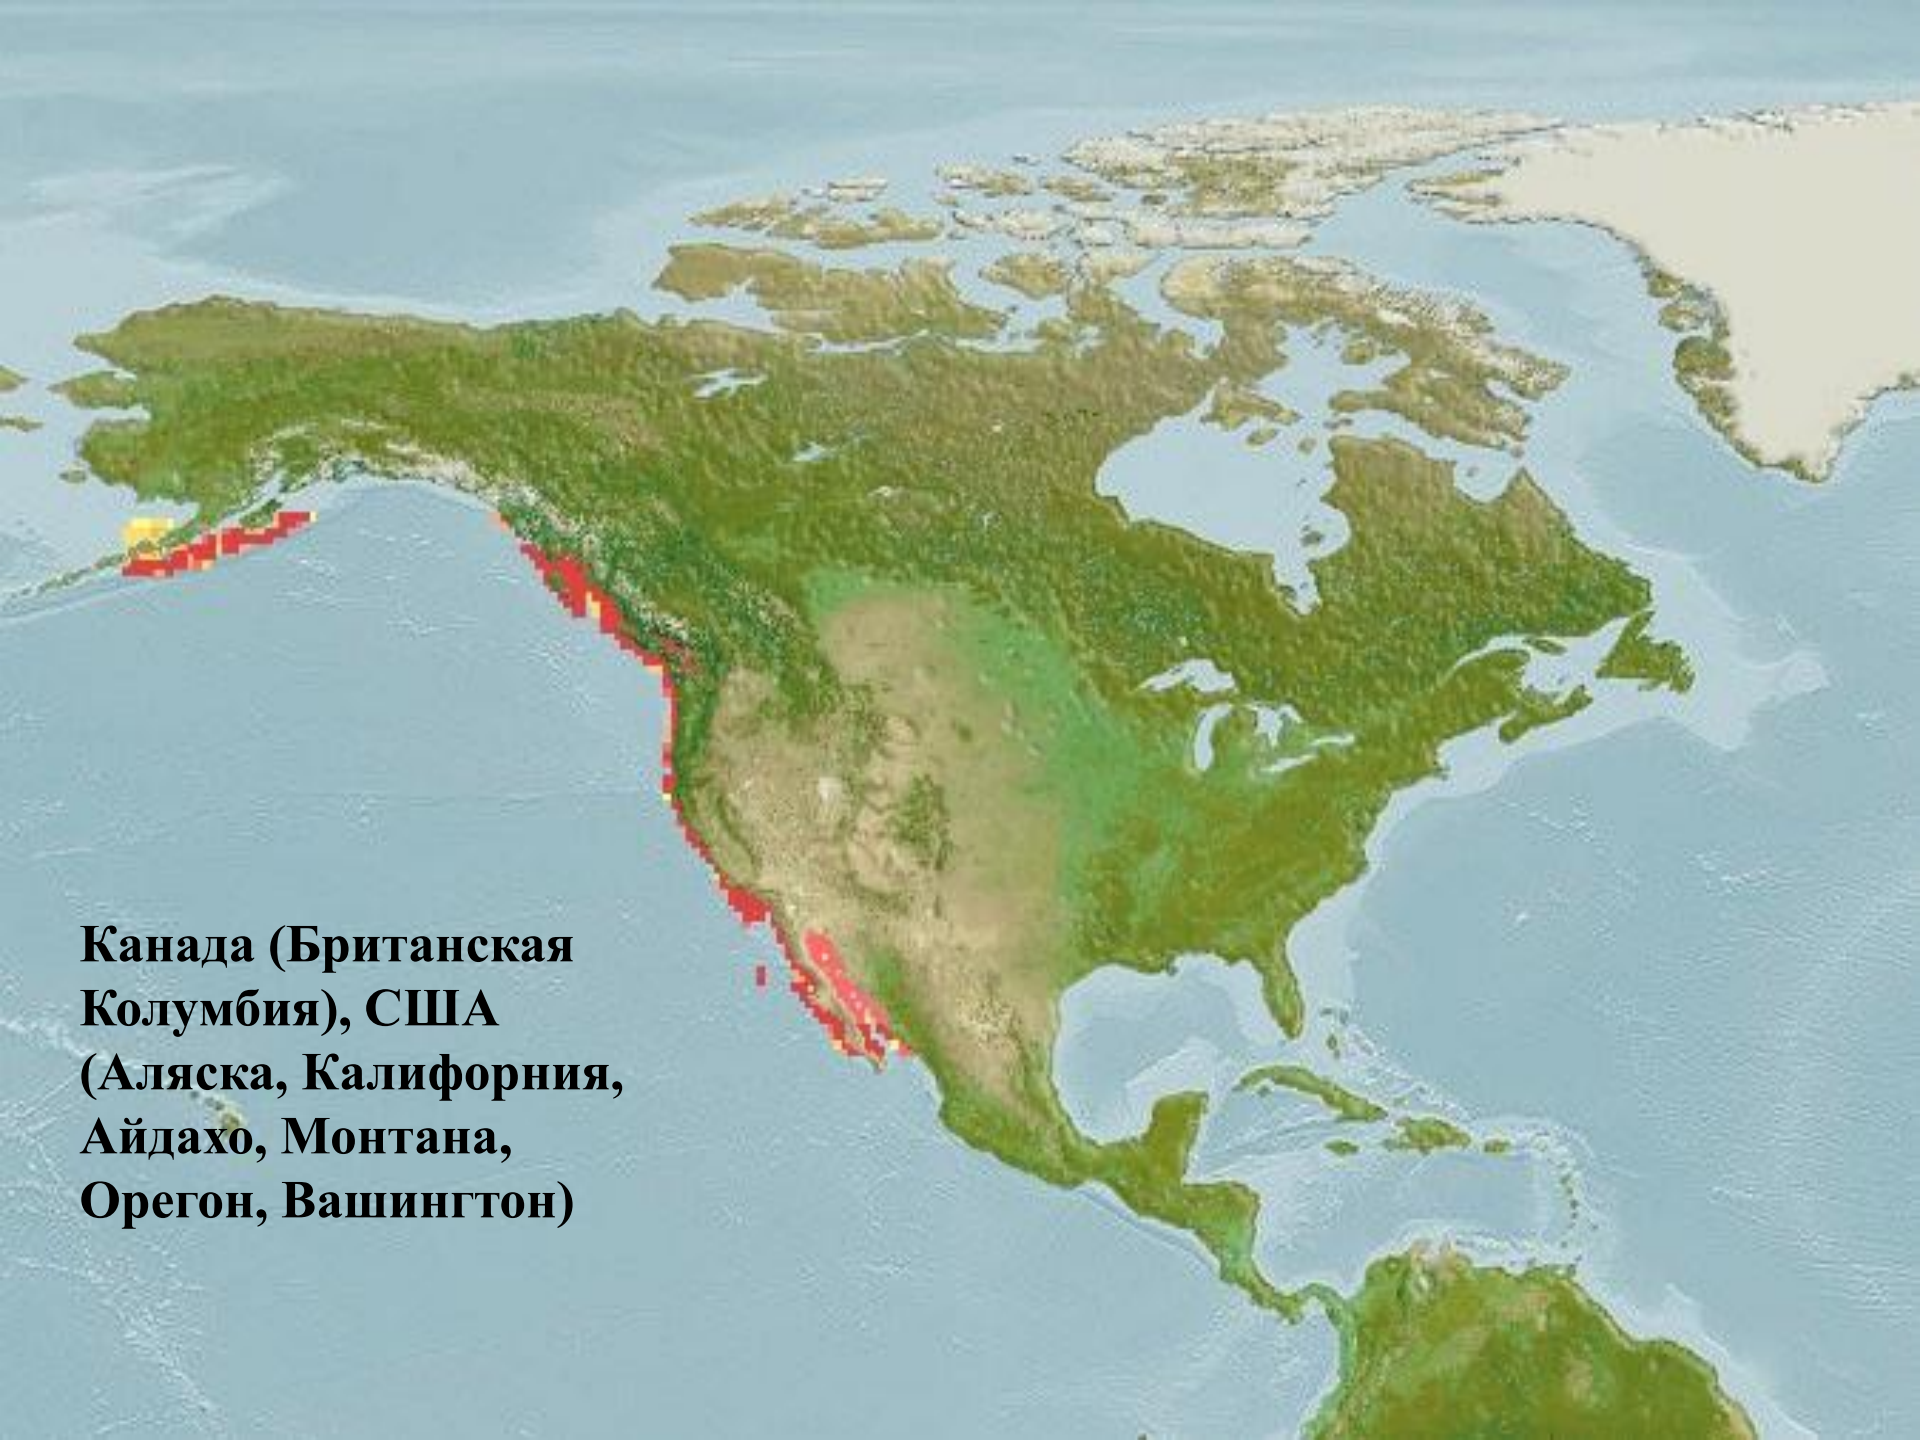 Канада (Британская
Колумбия), США
(Аляска, Калифорния,
Айдахо, Монтана,
Орегон, Вашингтон)